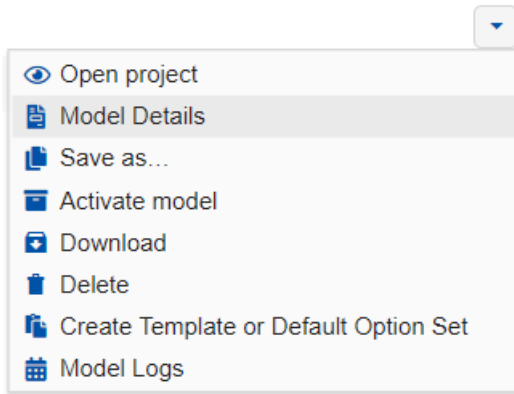 Open project
Model Details
Save as...
Activate model
Download
Delete
Create Template or Default Option Set
Model Logs